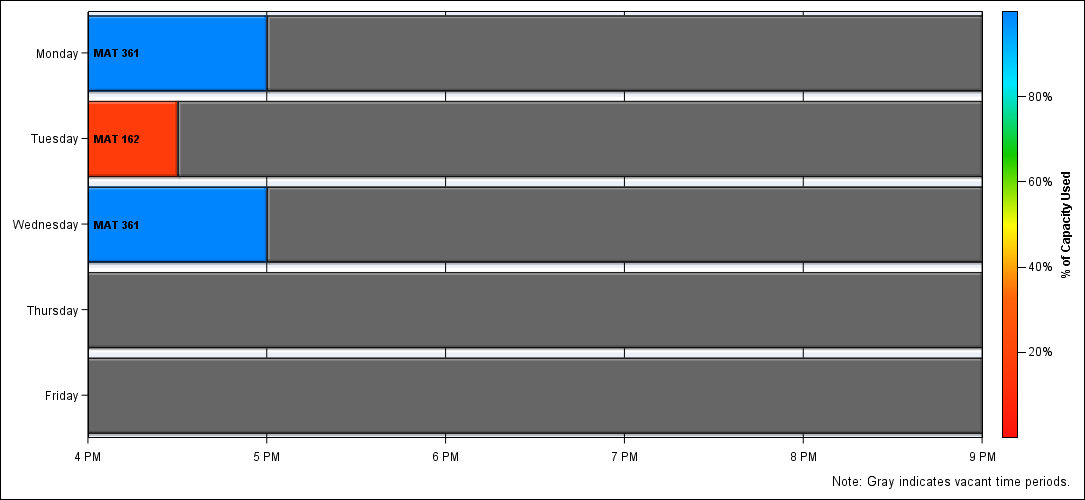 Monday
MAT 361
Tuesday
MAT 162
Wednesday
MAT 361
Thursday
Friday
4 PM
5 PM
6 PM
7 PM
8 PM
9 PM
80%
60%
40%
20%
% of Capacity Used
Note: Gray indicates vacant time periods.